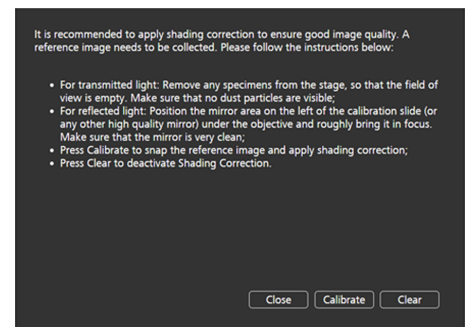 It is recommended to apply shading correction to ensure good image quality. A
reference image needs to be collected. Please follow the instructions below:
• For transmitted light: Remove any specimens from the stage, so that the field of
view is empty. Make sure that no dust particles are visible;
• For reflected light: Position the mirror area on the left of the calibration slide (or
any other high quality mirror) under the objective and roughly bring it in focus.
Make sure that the mirror is very clean;
• Press Calibrate to snap the reference image and apply shading correction;
• Press Clear to deactivate Shading Correction.
Close Calibrate Clear